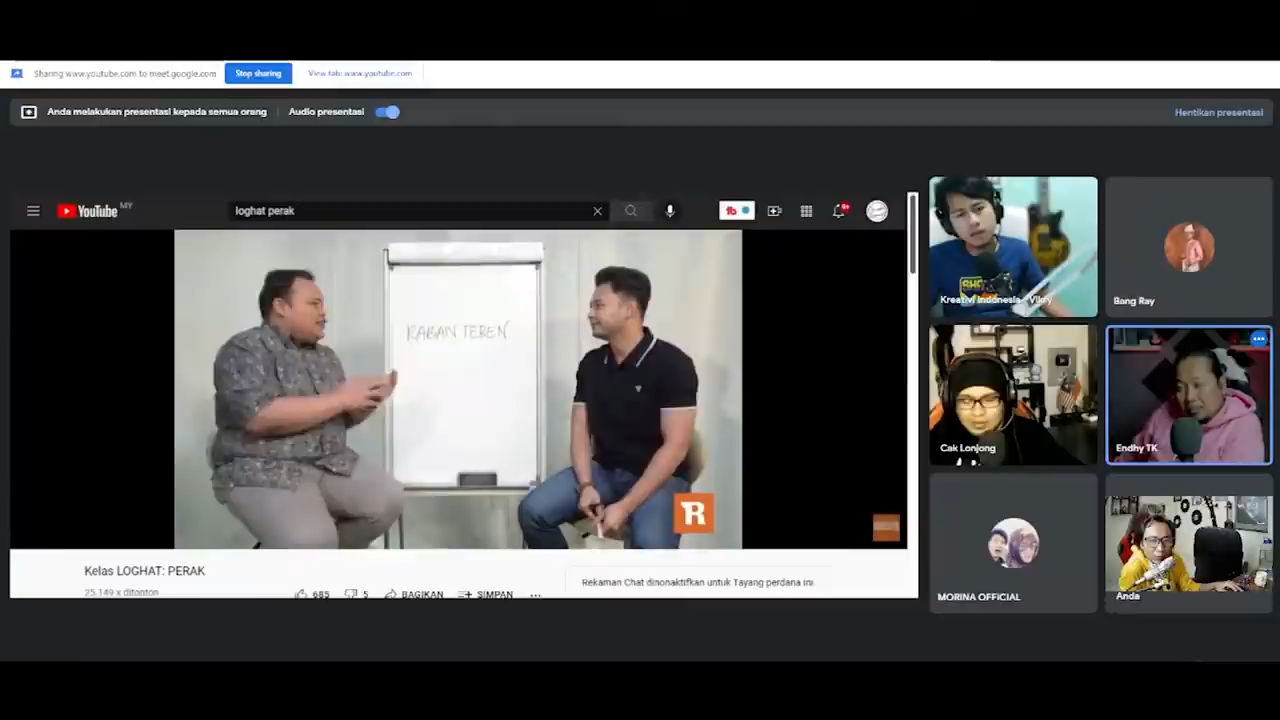 Sharing www.youtube.com to meet.google.com
Stop sharing
View tab: www.youtube.com
Anda melakukan presentasi kepada semua orang
Audio presentasi
Hentikan presentasi
YouTube MY
loghat perak
9+
KABAN TEREN
R
Kelas LOGHAT: PERAK
25.149 x ditonton
685
5
BAGIKAN
SIMPAN
Rekaman Chat dinonaktifkan untuk Tayang perdana ini
Kreativi Indonesia - Vikry
Bang Ray
Cak Lonjong
Endhy TK
MORINA OFFICIAL
Anda